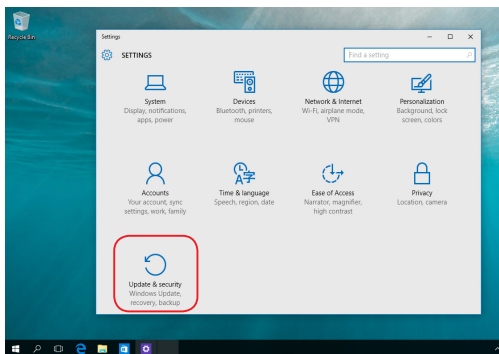 Recycle Bin
Settings
SETTINGS
Find a setting
System
Display, notifications,
apps, power
Devices
Bluetooth, printers,
mouse
Network & Internet
Wi-Fi, airplane mode,
VPN
Personalization
Background, lock
screen, colors
Accounts
Your account, sync
settings, work, family
Time & language
Speech, region, date
Ease of Access
Narrator, magnifier,
high contrast
Privacy
Location, camera
Update & security
Windows Update,
recovery, backup